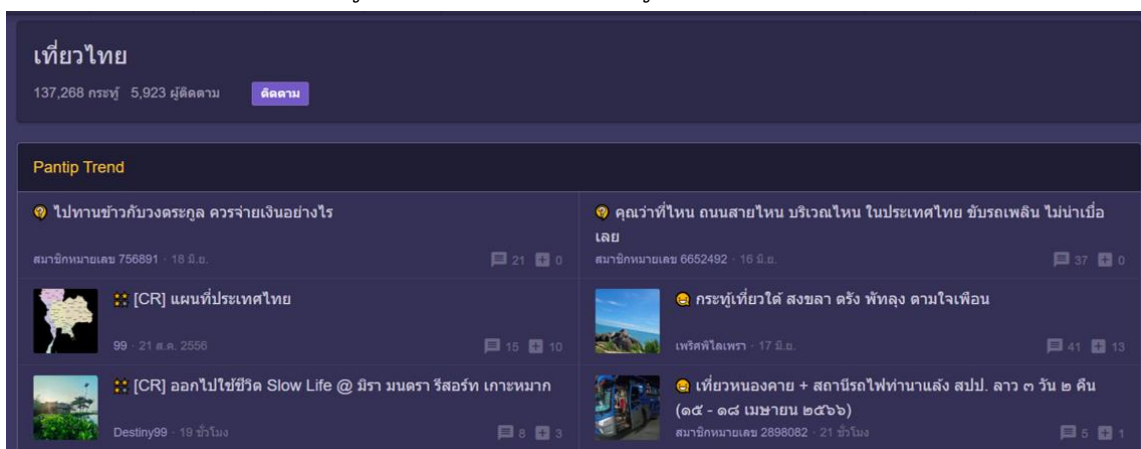 เที่ยวไทย
137,268 กระทู้ 5,923 ผู้ติดตาม ติดตาม
Pantip Trend
ไปทานข้าวกับวงตระกูล ควรจ่ายเงินอย่างไร
สมาชิกหมายเลข 756891 · 18 มิ.ย. 21 0
คุณว่าที่ไหน ถนนสายไหน บริเวณไหน ในประเทศไทย ขับรถเพลิน ไม่น่าเบื่อ
เลย
สมาชิกหมายเลข 6652492 · 16 มิ.ย. 37 0
[CR] แผนที่ประเทศไทย
99 · 21 ส.ค. 2556 15 10
กระทู้เที่ยวใต้ สงขลา ตรัง พัทลุง ตามใจเพื่อน
เพริศพิไลเพรา · 17 มิ.ย. 41 13
[CR] ออกไปใช้ชีวิต Slow Life @ มิรา มนตรา รีสอร์ท เกาะหมาก
Destiny99 · 19 ชั่วโมง 8 3
เที่ยวหนองคาย + สถานีรถไฟท่านาแล้ง สปป. ลาว ๓ วัน ๒ คืน
(๑๕ - ๑๘ เมษายน ๒๕๖๖)
สมาชิกหมายเลข 2898082 · 21 ชั่วโมง 5 1